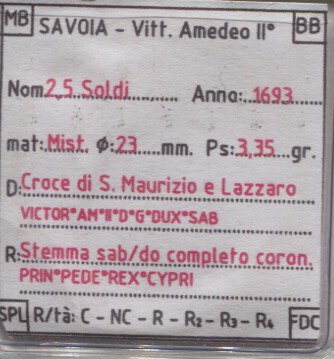 MB SAVOIA - Vitt. Amedeo II° BB
Nom2,5 Soldi............ Anno:..1693......
mat:.Mist. Φ:.23.....mm. Ps:3,35....gr.
D:Croce di S. Maurizio e Lazzaro
VICTOR*AM*II*D*G*DUX*SAB
R:Stemma sab/do completo coron.
PRIN*PEDE*REX*CYPRI
SPL R/tà: C - NC - R - R2 - R3 - R4 FDC